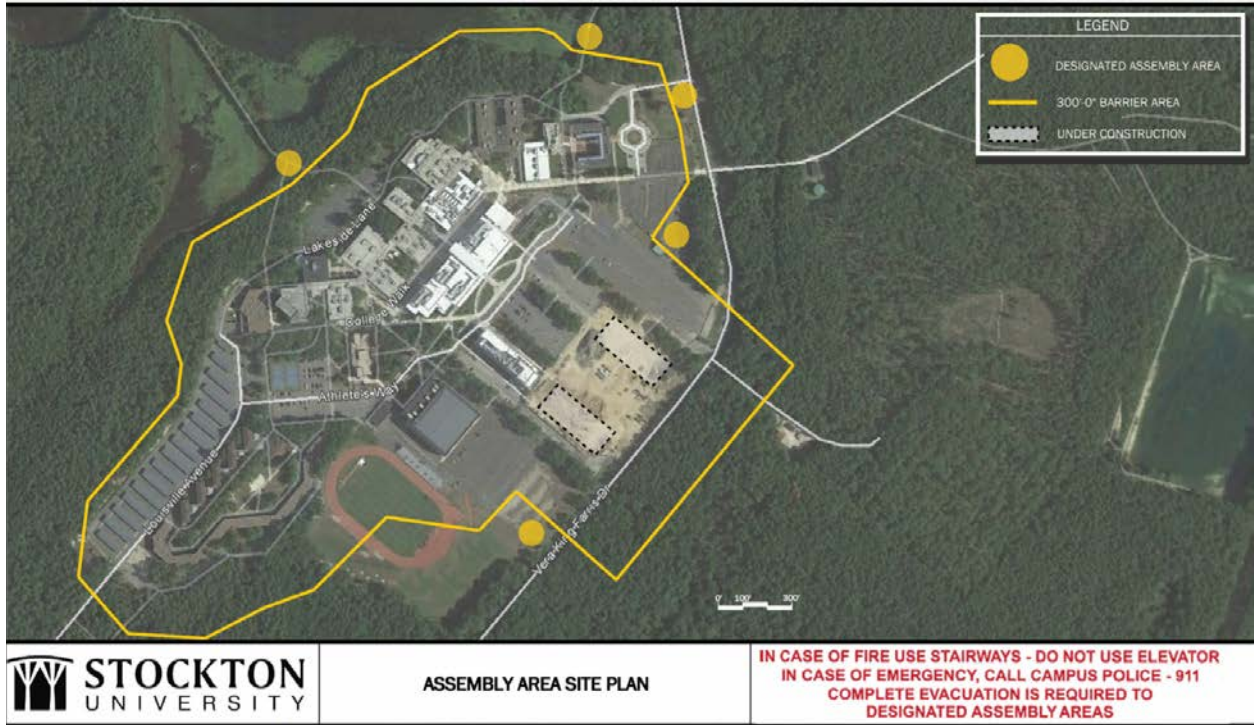 LEGEND
DESIGNATED ASSEMBLY AREA
300'-0" BARRIER AREA
UNDER CONSTRUCTION
Lakeside Lane
College Walk
Athletes Way
Louisville Avenue
Vera King Farris Dr
0' 100' 300'
STOCKTON
UNIVERSITY
ASSEMBLY AREA SITE PLAN
IN CASE OF FIRE USE STAIRWAYS - DO NOT USE ELEVATOR
IN CASE OF EMERGENCY, CALL CAMPUS POLICE - 911
COMPLETE EVACUATION IS REQUIRED TO
DESIGNATED ASSEMBLY AREAS